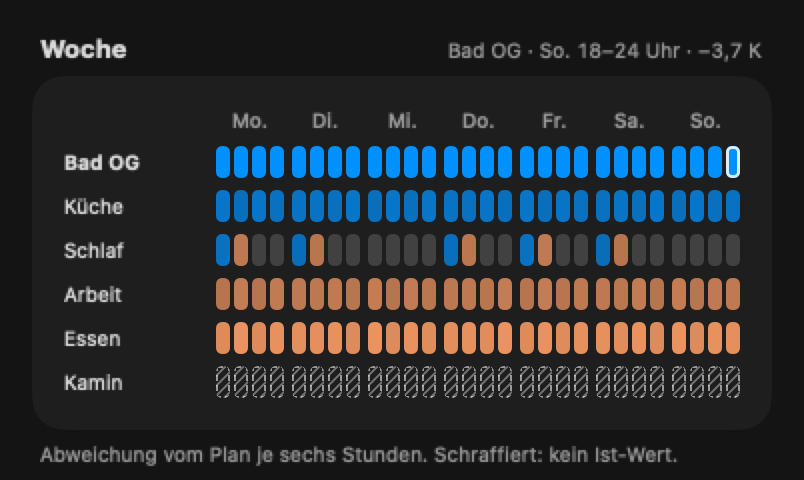 Woche
Bad OG · So. 18–24 Uhr · −3,7 K
Mo. Di. Mi. Do. Fr. Sa. So.
Bad OG
Küche
Schlaf
Arbeit
Essen
Kamin
Abweichung vom Plan je sechs Stunden. Schraffiert: kein Ist-Wert.